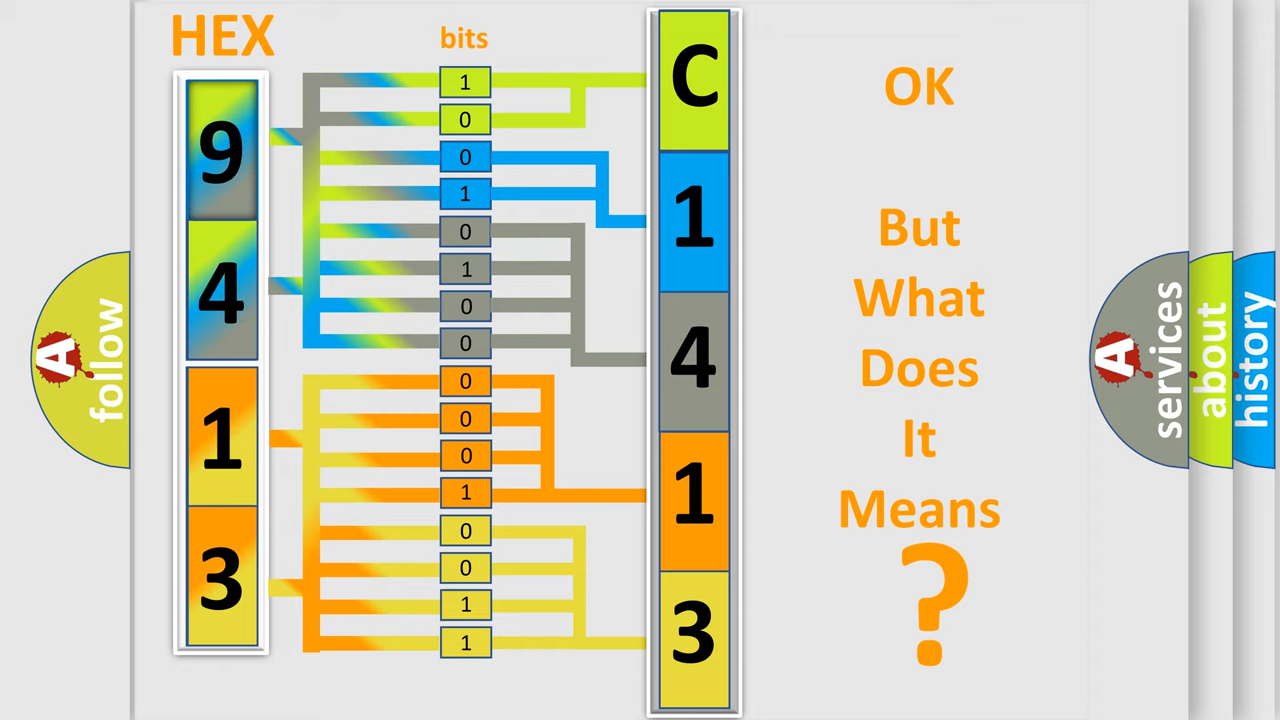 HEX
bits
9
4
1
3
1
0
0
1
0
1
0
0
0
0
0
1
0
0
1
1
C
1
4
1
3
OK
But
What
Does
It
Means
?
A
follow
A
services
about
history